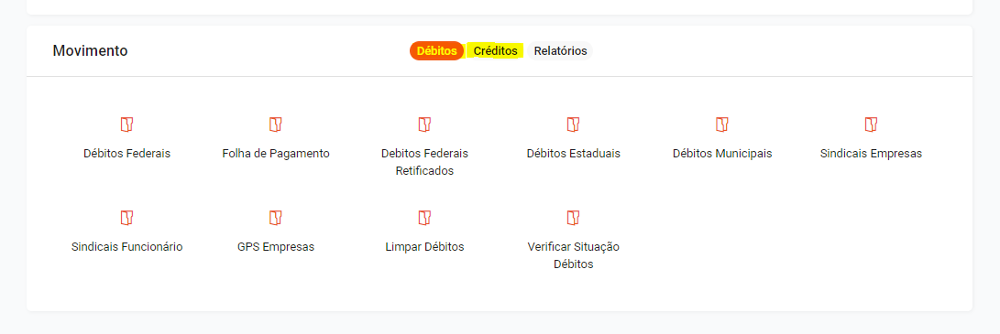 Movimento
Débitos Créditos Relatórios
Débitos Federais Folha de Pagamento Debitos Federais Débitos Estaduais Débitos Municipais Sindicais Empresas
Retificados
Sindicais Funcionário GPS Empresas Limpar Débitos Verificar Situação
Débitos